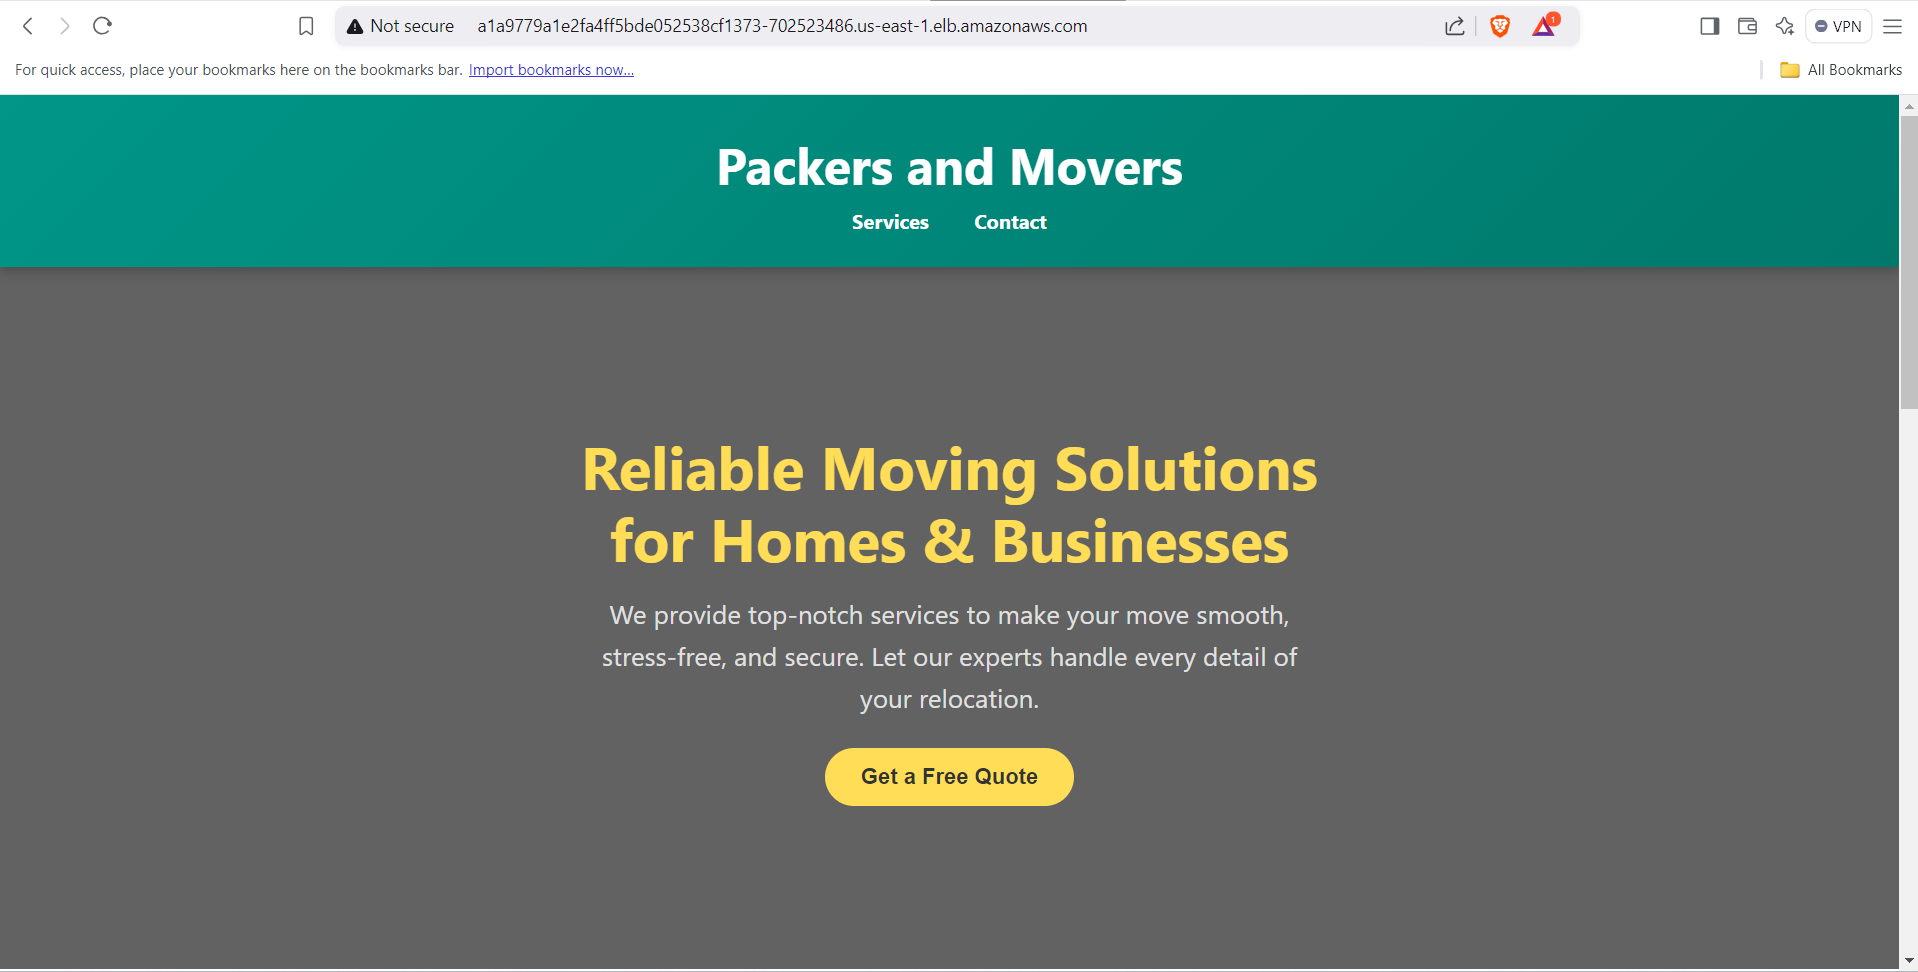 Not secure a1a9779a1e2fa4ff5bde052538cf1373-702523486.us-east-1.elb.amazonaws.com 1 VPN
For quick access, place your bookmarks here on the bookmarks bar. Import bookmarks now... All Bookmarks
Packers and Movers
Services Contact
Reliable Moving Solutions
for Homes & Businesses
We provide top-notch services to make your move smooth,
stress-free, and secure. Let our experts handle every detail of
your relocation.
Get a Free Quote